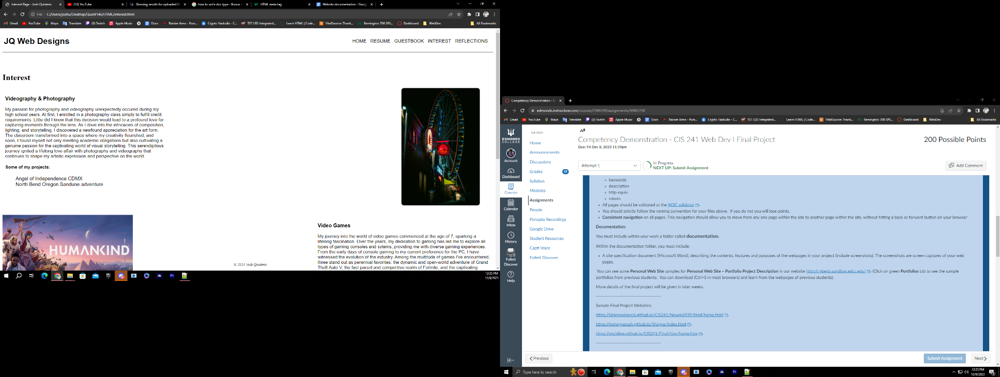 Interest Page - Josh Quintero
(16) YouTube
Showing results for uploaded fil
how to wrtie doc type - Buscar c
HTML meta tag
Website documentation - Googl
File
C:/Users/joshu/Desktop/Quin9146/HTML/interest.html
Gmail
YouTube
Maps
Translate
(3) Twitch
Apple Music
Docs
Rainier Arms - Purs...
Crypto Hasbulla - C...
TST LED Integrated...
Learn HTML | Code...
VitalSource: Thank...
Remington 700 SPS...
Dashboard
WebDev
All Bookmarks
JQ Web Designs
HOME RESUME GUESTBOOK INTEREST REFLECTIONS
Interest
Videography & Photography
My passion for photography and videography unexpectedly occured during my
high school years. At first, I enrolled in a photography class simply to fulfill credit
requirements. Little did I know that this decision would lead to a profound love for
capturing moments through the lens. As I dove into the intricacies of composition,
lighting, and storytelling, I discovered a newfound appreciation for the art form.
The classroom transformed into a space where my creativity flourished, and
soon, I found myself not only meeting academic obligations but also cultivating a
genuine passion for the captivating world of visual storytelling. This serendipitous
journey ignited a lifelong love affair with photography and videography that
continues to shape my artistic expression and perspective on the world.
Some of my projects:
Angel of Independence CDMX
North Bend Oregon Sandune adventure
HUMANKIND
Video Games
My journey into the world of video games commenced at the age of 7, sparking a
lifelong fascination. Over the years, my dedication to gaming has led me to explore all
types of gaming consoles and sytems, providing me with diverse gaming experiences.
From the early days of console gaming to my current preference for the PC, I have
witnessed the evolution of the industry. Among the multitude of games I've encountered,
three stand out as perennial favorites: the dynamic and open-world adventure of Grand
Theft Auto V, the fast-paced and competitive realm of Fortnite, and the captivating
© 2023 Josh Quintero
12:25 PM
12/8/2023
Competency Demonstration - C
edmonds.instructure.com/courses/2386109/assignments/30862238
Gmail
YouTube
Maps
Translate
(3) Twitch
Apple Music
Docs
Rainier Arms - Purs...
Crypto Hasbulla - C...
TST LED Integrated...
Learn HTML | Code...
VitalSource: Thank...
Remington 700 SPS...
Dashboard
WebDev
All Bookmarks
EDMONDS
COLLEGE
Account
Dashboard
Courses
Calendar
Inbox
History
Follett
Discover
Help
Fall 2023
Home
Announcements
Discussions
Grades 19
Syllabus
Modules
Assignments
People
Panopto Recordings
Google Drive
Student Resources
Capti Voice
Follett Discover
Competency Demonstration - CIS 241 Web Dev I Final Project
200 Possible Points
Due: Fri Dec 8, 2023 11:59pm
Attempt 1
In Progress
NEXT UP: Submit Assignment
Add Comment
keywords
description
http-equiv
robots
All pages should be validated at the W3C validator
You should strictly follow the naming convention for your files above. If you do not you will lose points.
Consistent navigation on all pages. This navigation should allow you to move from any one page within the site to another page within the site, without hitting a back or forward button on your browser
Documentation:
You must include within your work a folder called documentation.
Within the documentation folder, you must include:
A site specification document (Microsoft Word), describing the contents, features and purposes of the webpages in your project (include screenshots). The screenshots are screen captures of your web
pages.
You can see some Personal Web Site samples for Personal Web Site – Portfolio Project Description in our website http://cyberia.sandbox.edcc.edu/ (Click on green Portfolios tab to see the sample
portfolios from previous students. You can download (Ctrl+S in most browsers) and learn from the webpages of previous students).
More details of the final project will be given in later weeks.
-----------------------------------------
Sample Final Project Websites:
https://kimnewmancis.github.io/CIS241/Newm6939/html/home.html
https://mshaynerush.github.io/Shayne/index.html
https://mickilmp.github.io/CIS241/Final/htm/home.htm
-----------------------------------------
Previous
Submit Assignment
Next
Type here to search
12:25 PM
12/8/2023